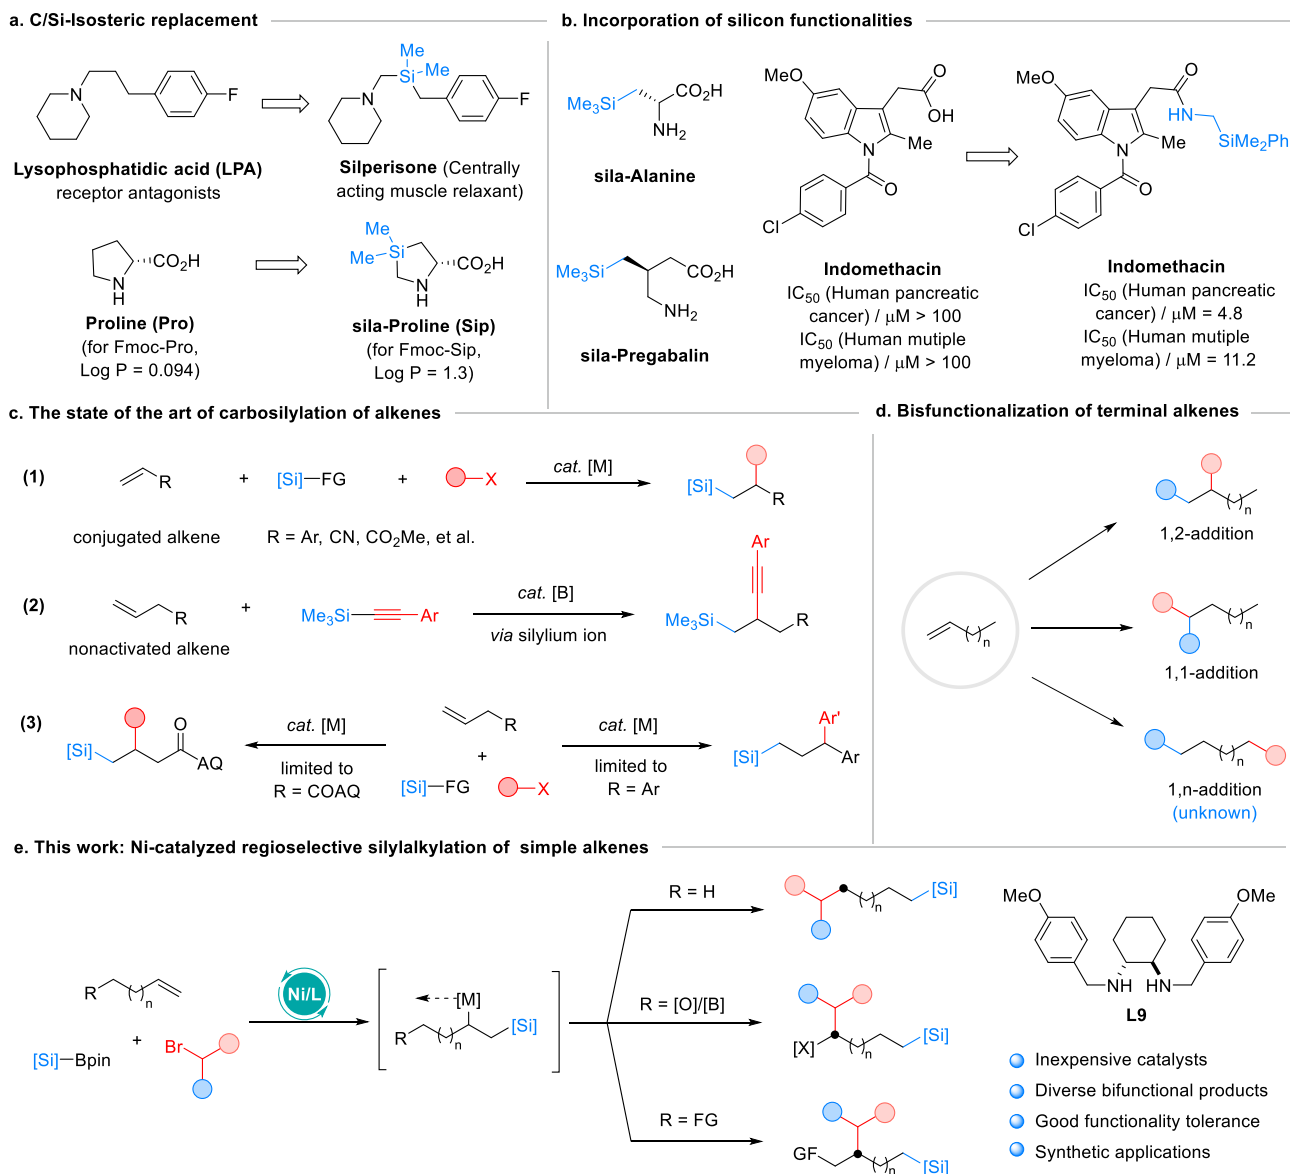 a. C/Si-Isosteric replacement
N
F
Lysophosphatidic acid (LPA)
receptor antagonists
Me
Me
Si
N
F
Silperisone (Centrally
acting muscle relaxant)
CO2H
N
H
Proline (Pro)
(for Fmoc-Pro,
Log P = 0.094)
Me
Me
Si
CO2H
N
H
sila-Proline (Sip)
(for Fmoc-Sip,
Log P = 1.3)
b. Incorporation of silicon functionalities
Me3Si
CO2H
NH2
sila-Alanine
Me3Si
CO2H
NH2
sila-Pregabalin
MeO
O
OH
Me
N
O
Cl
Indomethacin
IC50 (Human pancreatic
cancer) / μM > 100
IC50 (Human mutiple
myeloma) / μM > 100
MeO
O
HN
SiMe2Ph
Me
N
O
Cl
Indomethacin
IC50 (Human pancreatic
cancer) / μM = 4.8
IC50 (Human mutiple
myeloma) / μM = 11.2
c. The state of the art of carbosilylation of alkenes
(1)
R
+
[Si]—FG
+
X
cat. [M]
[Si]
R
conjugated alkene
R = Ar, CN, CO2Me, et al.
(2)
R
+
Me3Si
Ar
cat. [B]
via silylium ion
Ar
Me3Si
R
nonactivated alkene
(3)
[Si]
O
AQ
cat. [M]
limited to
R = COAQ
R
+
[Si]—FG
X
cat. [M]
limited to
R = Ar
Ar'
[Si]
Ar
d. Bisfunctionalization of terminal alkenes
n
n
1,2-addition
n
1,1-addition
n
1,n-addition
(unknown)
e. This work: Ni-catalyzed regioselective silylalkylation of simple alkenes
R
n
+
[Si]—Bpin
Br
Ni/L
[M]
[Si]
R
n
R = H
n
[Si]
R = [O]/[B]
[X]
n
[Si]
R = FG
GF
n
[Si]
MeO
OMe
NH
HN
L9
Inexpensive catalysts
Diverse bifunctional products
Good functionality tolerance
Synthetic applications